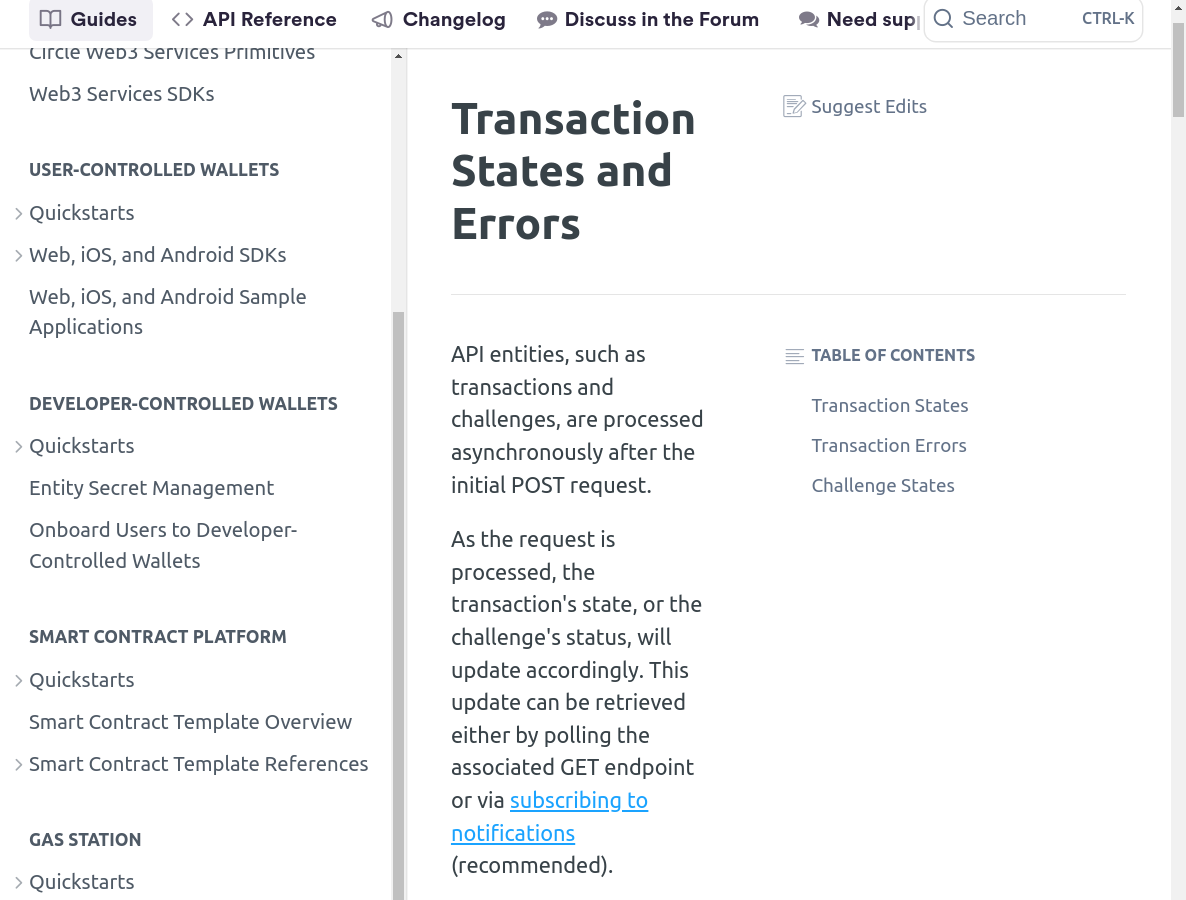 Guides
API Reference
Changelog
Discuss in the Forum
Need sup
Search
CTRL-K
Circle Web3 Services Primitives
Web3 Services SDKs
USER-CONTROLLED WALLETS
Quickstarts
Web, iOS, and Android SDKs
Web, iOS, and Android Sample
Applications
DEVELOPER-CONTROLLED WALLETS
Quickstarts
Entity Secret Management
Onboard Users to Developer-
Controlled Wallets
SMART CONTRACT PLATFORM
Quickstarts
Smart Contract Template Overview
Smart Contract Template References
GAS STATION
Quickstarts
Transaction
States and
Errors
Suggest Edits
API entities, such as
transactions and
challenges, are processed
asynchronously after the
initial POST request.
As the request is
processed, the
transaction's state, or the
challenge's status, will
update accordingly. This
update can be retrieved
either by polling the
associated GET endpoint
or via subscribing to
notifications
(recommended).
TABLE OF CONTENTS
Transaction States
Transaction Errors
Challenge States